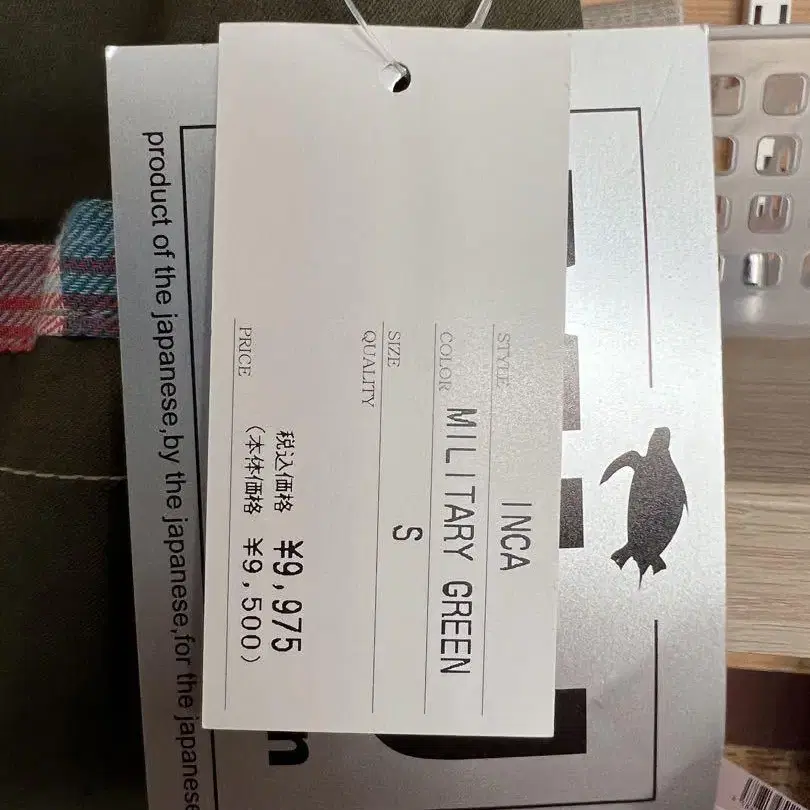 STYLE INCA
COLOR MILITARY GREEN
SIZE S
QUALITY
PRICE 税込価格 ¥9,975
(本体価格 ¥9,500)
product of the japanese,by the japanese,for the japanese
n